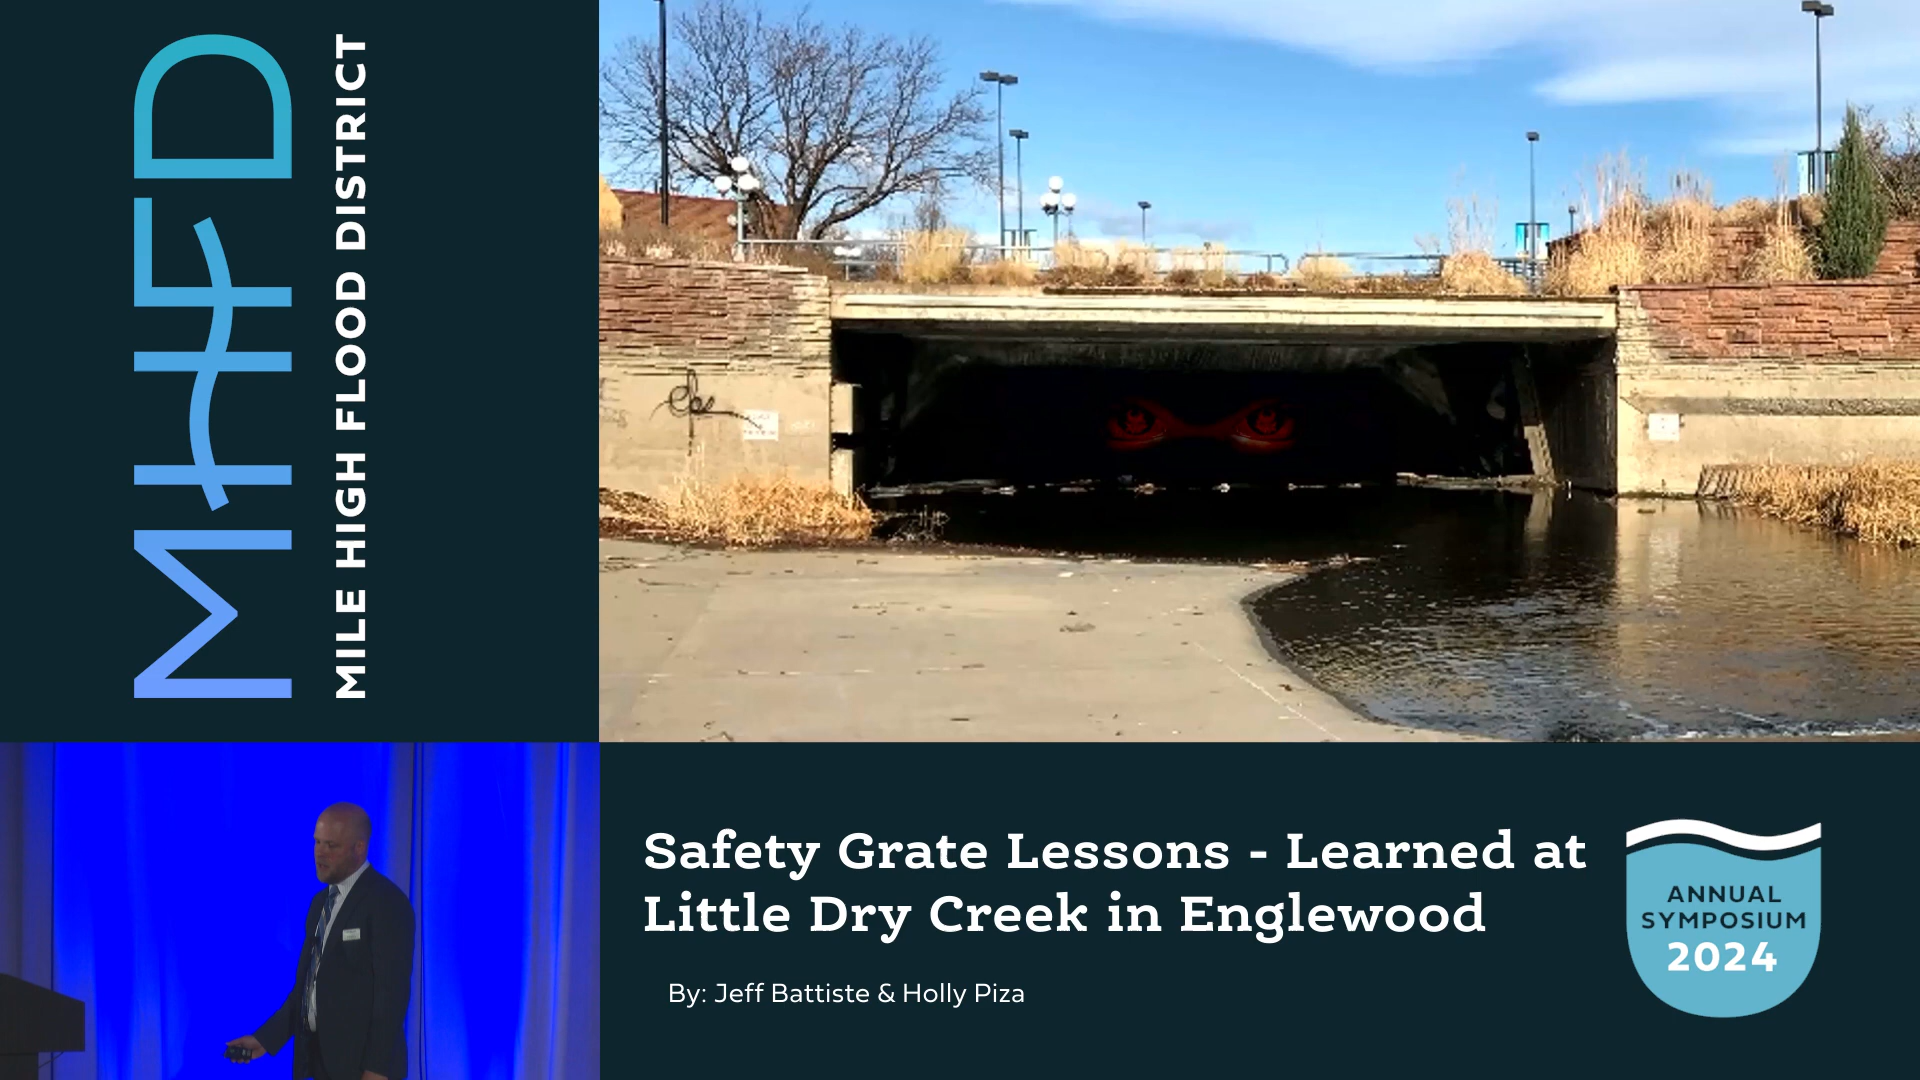 MHFD
MILE HIGH FLOOD DISTRICT
Safety Grate Lessons - Learned at
Little Dry Creek in Englewood
By: Jeff Battiste & Holly Piza
ANNUAL
SYMPOSIUM
2024